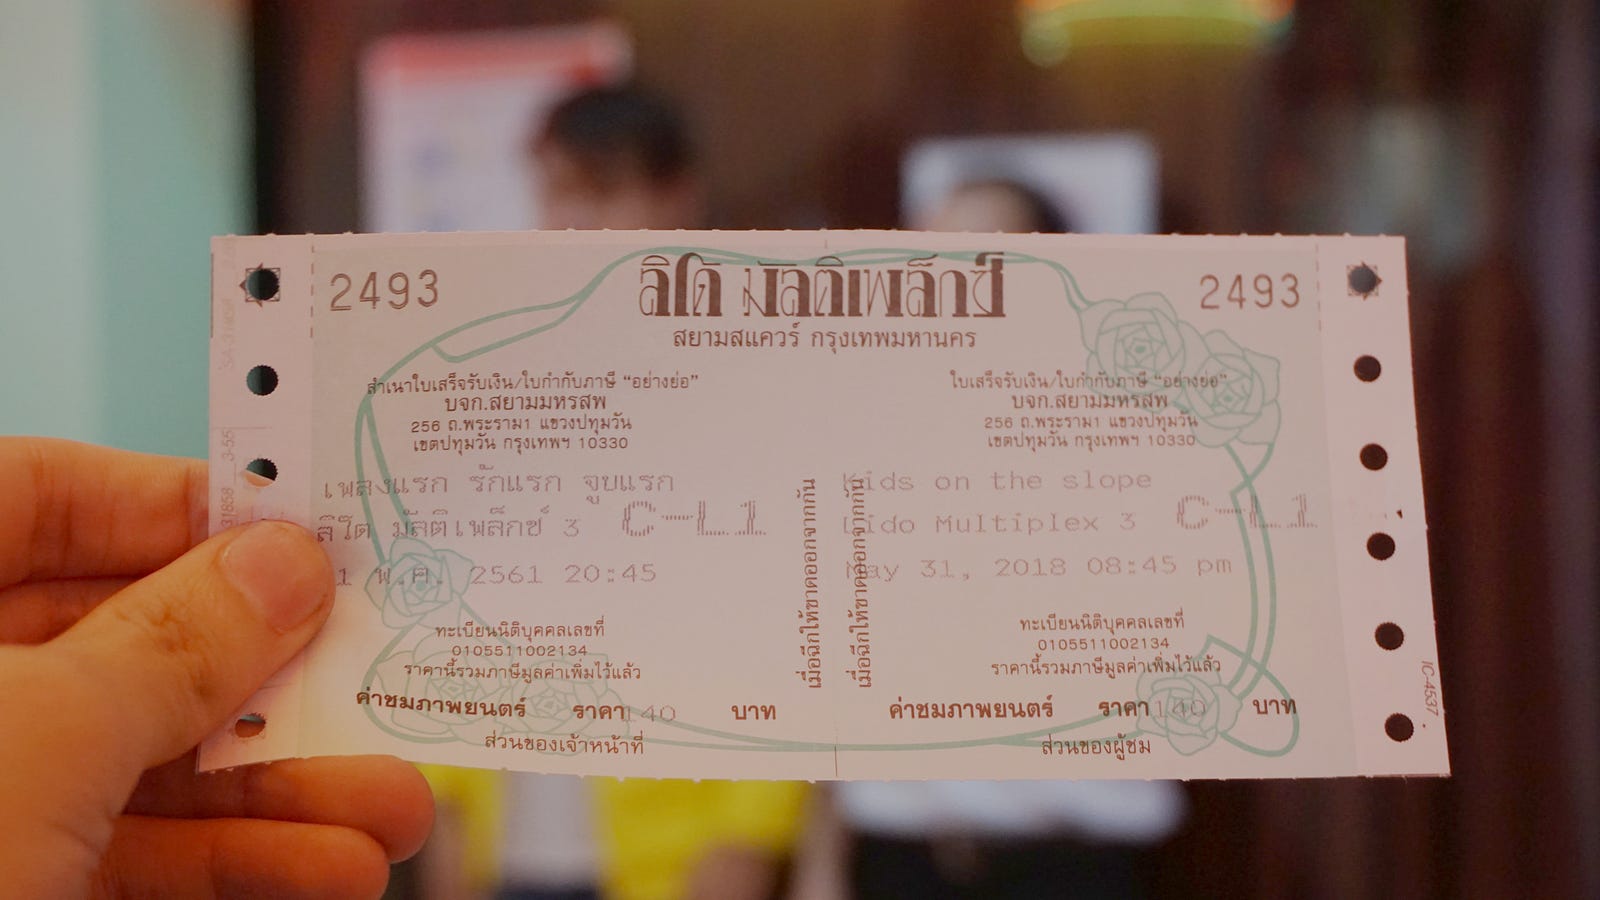 2493
ลิโด้ มัลติเพล็กซ์
2493
สยามสแควร์ กรุงเทพมหานคร
สำเนาใบเสร็จรับเงิน/ใบกำกับภาษี “อย่างย่อ”
บจก.สยามมหรสพ
256 ถ.พระราม1 แขวงปทุมวัน
เขตปทุมวัน กรุงเทพฯ 10330
เพลงแรก รักแรก จูบแรก
ลิโด มัลติเพล็กซ์ 3 C-L1
1 พ.ค. 2561 20:45
ทะเบียนนิติบุคคลเลขที่
0105511002134
ราคานี้รวมภาษีมูลค่าเพิ่มไว้แล้ว
ค่าชมภาพยนตร์ ราคา 140 บาท
ส่วนของเจ้าหน้าที่
เมื่อฉีกให้ขาดออกจากกัน
เมื่อฉีกให้ขาดออกจากกัน
ใบเสร็จรับเงิน/ใบกำกับภาษี “อย่างย่อ”
บจก.สยามมหรสพ
256 ถ.พระราม1 แขวงปทุมวัน
เขตปทุมวัน กรุงเทพฯ 10330
Kids on the slope
Lido Multiplex 3 C-L1
May 31, 2018 08:45 pm
ทะเบียนนิติบุคคลเลขที่
0105511002134
ราคานี้รวมภาษีมูลค่าเพิ่มไว้แล้ว
ค่าชมภาพยนตร์ ราคา 140 บาท
ส่วนของผู้ชม
IC-4537